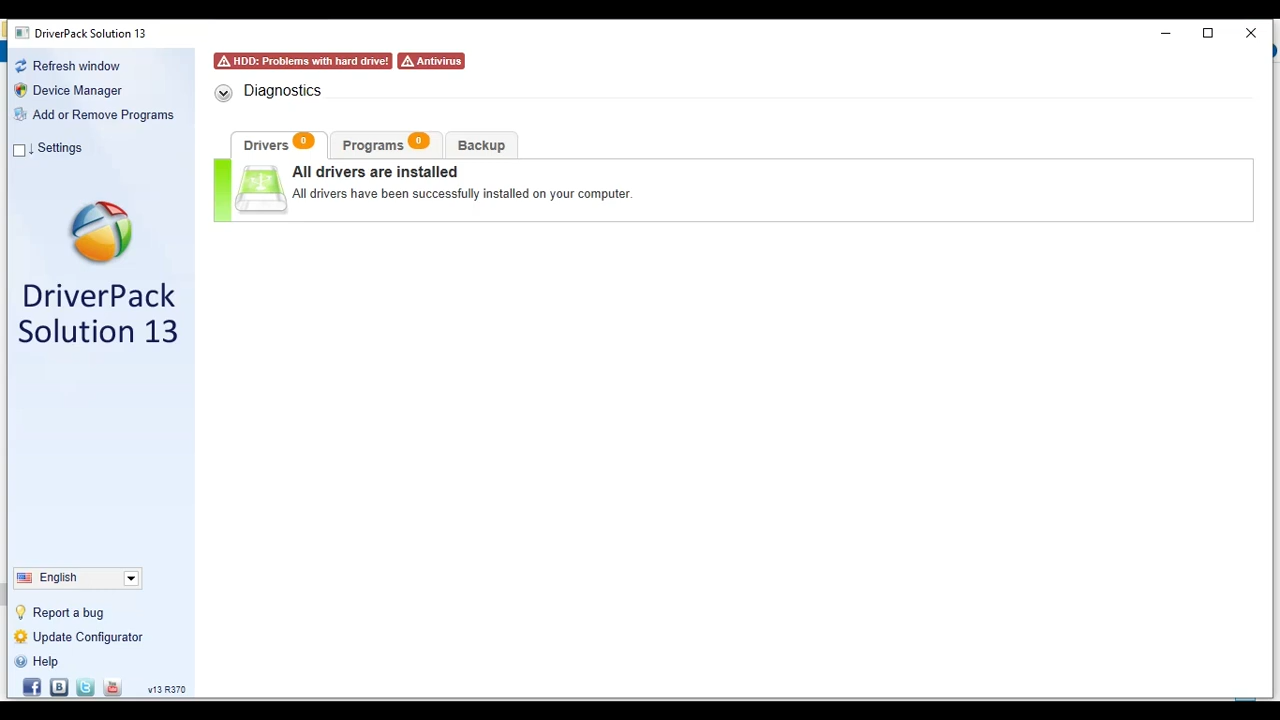 DriverPack Solution 13
Refresh window
Device Manager
Add or Remove Programs
↓ Settings
DriverPack
Solution 13
English
Report a bug
Update Configurator
Help
v13 R370
HDD: Problems with hard drive!
Antivirus
Diagnostics
Drivers 0
Programs 0
Backup
All drivers are installed
All drivers have been successfully installed on your computer.